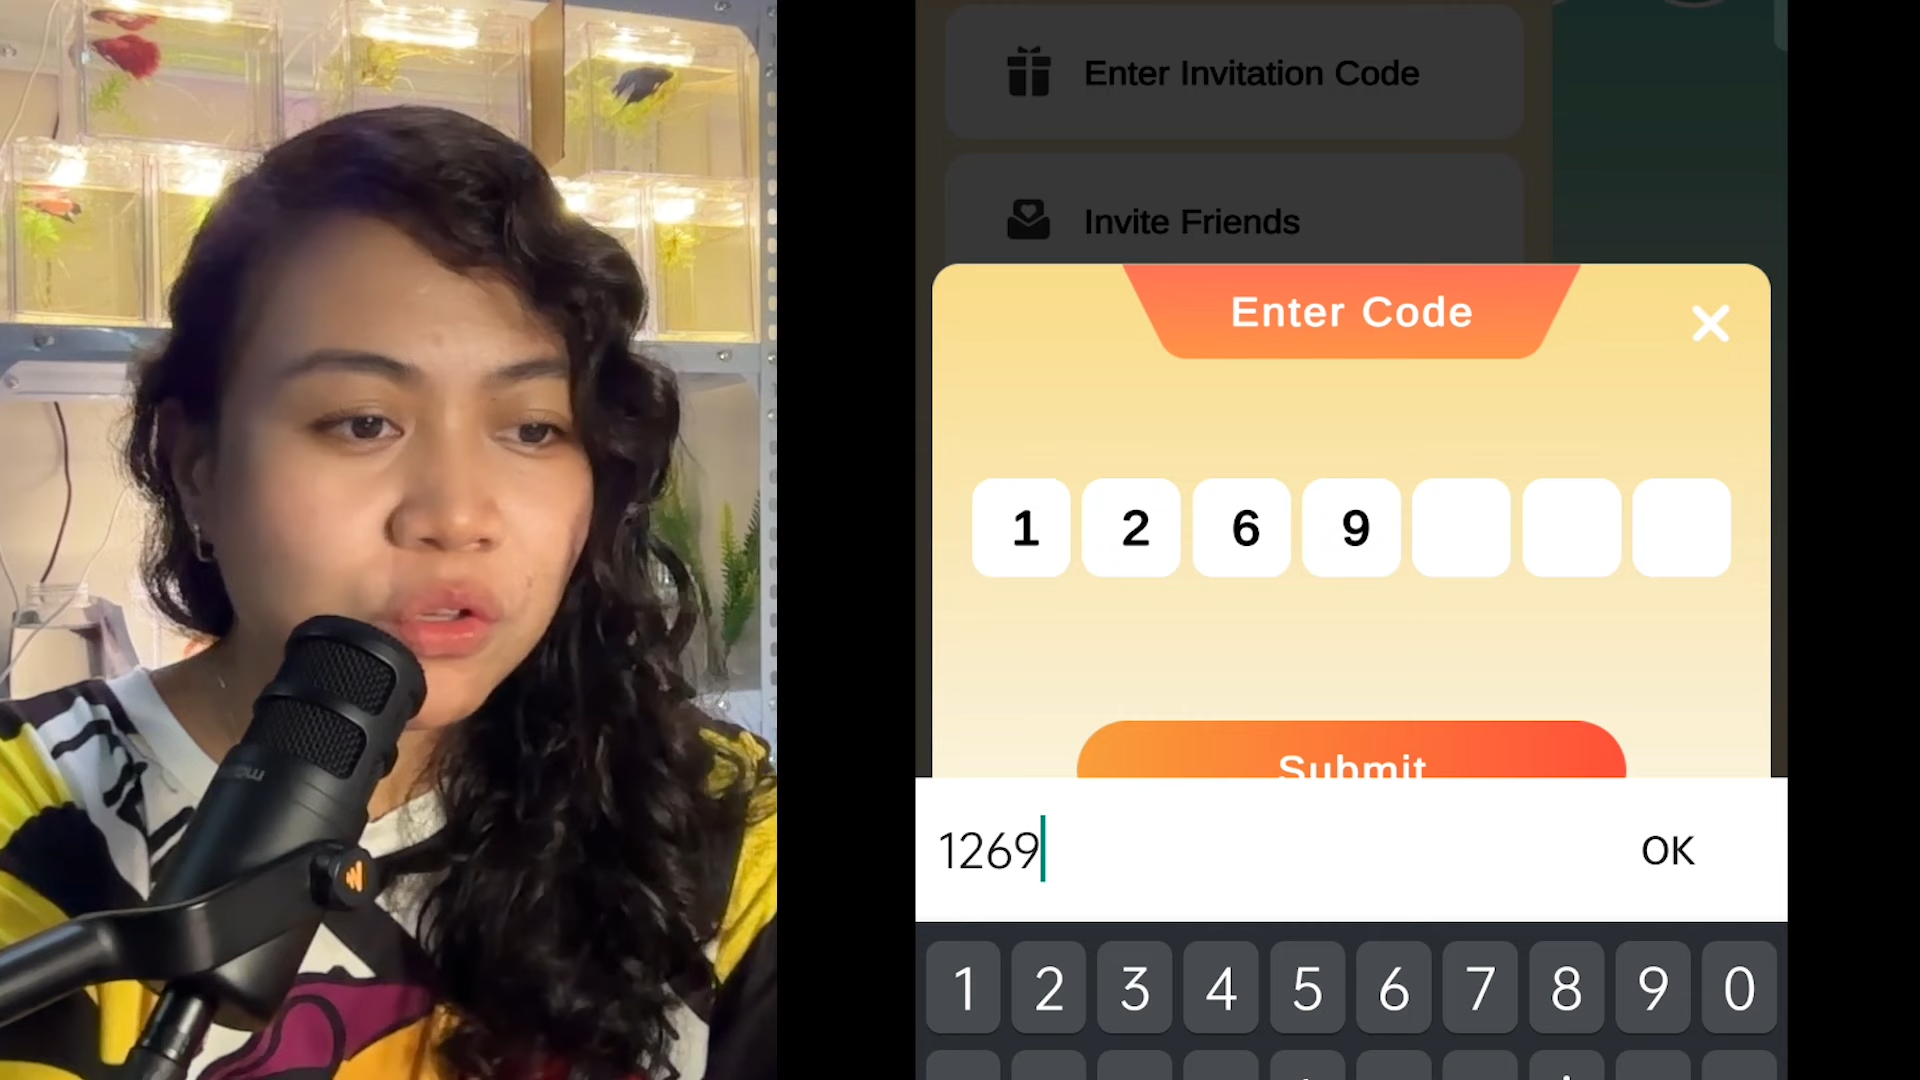 Enter Invitation Code
Invite Friends
Enter Code
1 2 6 9
Submit
1269
OK
1 2 3 4 5 6 7 8 9 0